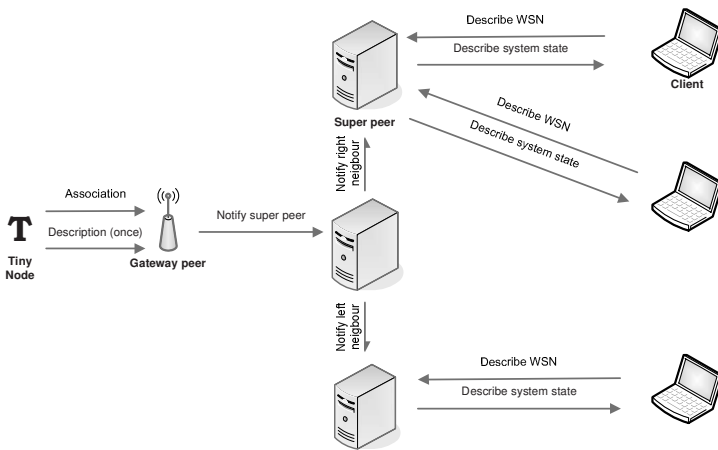 Describe WSN
Describe system state
Client
Super peer
Describe WSN
Describe system state
Notify right
neigbour
Association
T
Description (once)
Tiny
Node
Gateway peer
Notify super peer
Notify left
neigbour
Describe WSN
Describe system state